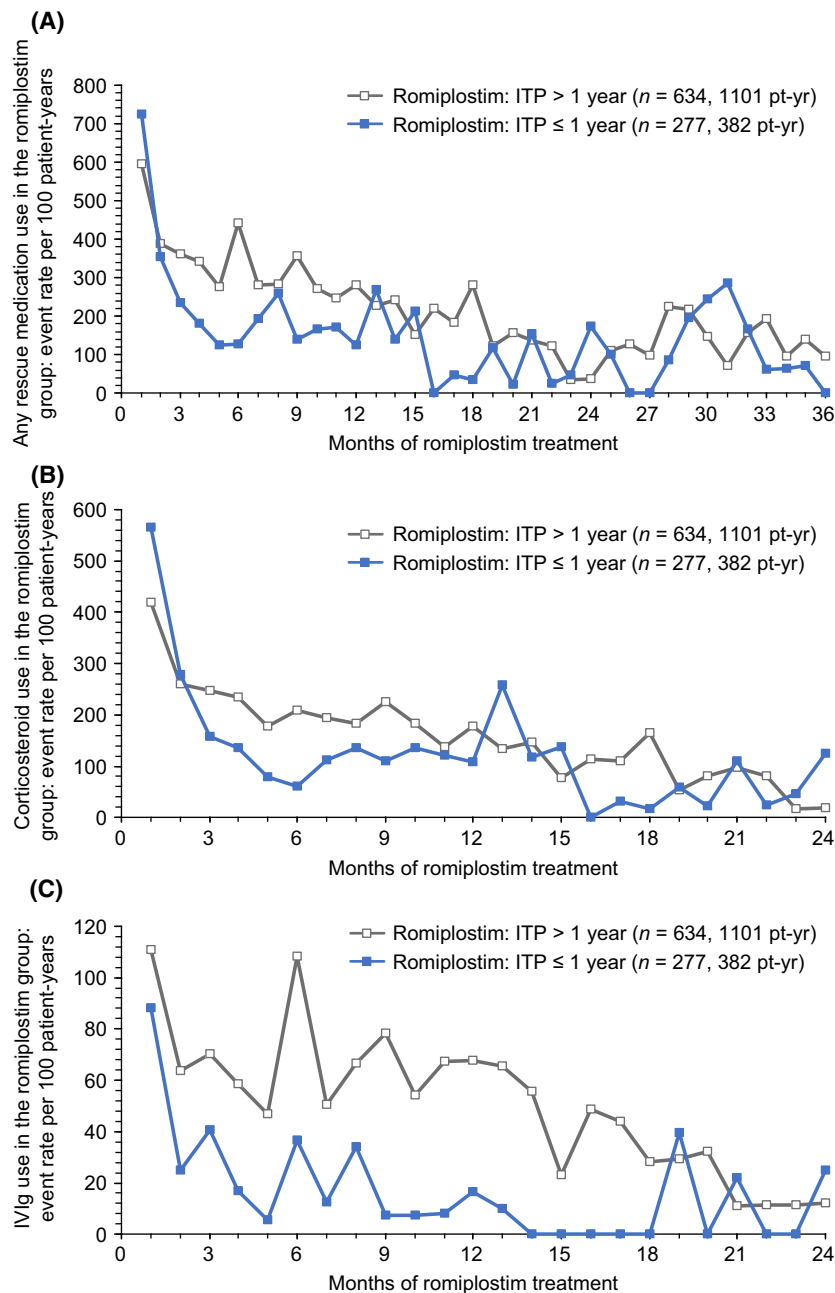 (A)
Any rescue medication use in the romiplostim
group: event rate per 100 patient-years
800
700
600
500
400
300
200
100
0
Romiplostim: ITP > 1 year (n = 634, 1101 pt-yr)
Romiplostim: ITP ≤ 1 year (n = 277, 382 pt-yr)
0 3 6 9 12 15 18 21 24 27 30 33 36
Months of romiplostim treatment
(B)
Corticosteroid use in the romiplostim
group: event rate per 100 patient-years
600
500
400
300
200
100
0
Romiplostim: ITP > 1 year (n = 634, 1101 pt-yr)
Romiplostim: ITP ≤ 1 year (n = 277, 382 pt-yr)
0 3 6 9 12 15 18 21 24
Months of romiplostim treatment
(C)
IVIg use in the romiplostim group:
event rate per 100 patient-years
120
100
80
60
40
20
0
Romiplostim: ITP > 1 year (n = 634, 1101 pt-yr)
Romiplostim: ITP ≤ 1 year (n = 277, 382 pt-yr)
0 3 6 9 12 15 18 21 24
Months of romiplostim treatment